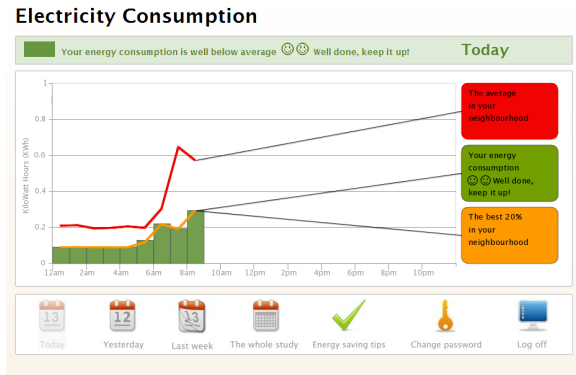 Electricity Consumption
Your energy consumption is well below average ☺☺ Well done, keep it up!
Today
KiloWatt Hours (KWh)
1
0.8
0.6
0.4
0.2
0
12am 2am 4am 6am 8am 10am 12pm 2pm 4pm 6pm 8pm 10pm
The average
in your
neighbourhood
Your energy
consumption
☺☺ Well done,
keep it up!
The best 20%
in your
neighbourhood
13 12 13
Today Yesterday Last week The whole study Energy saving tips Change password Log off